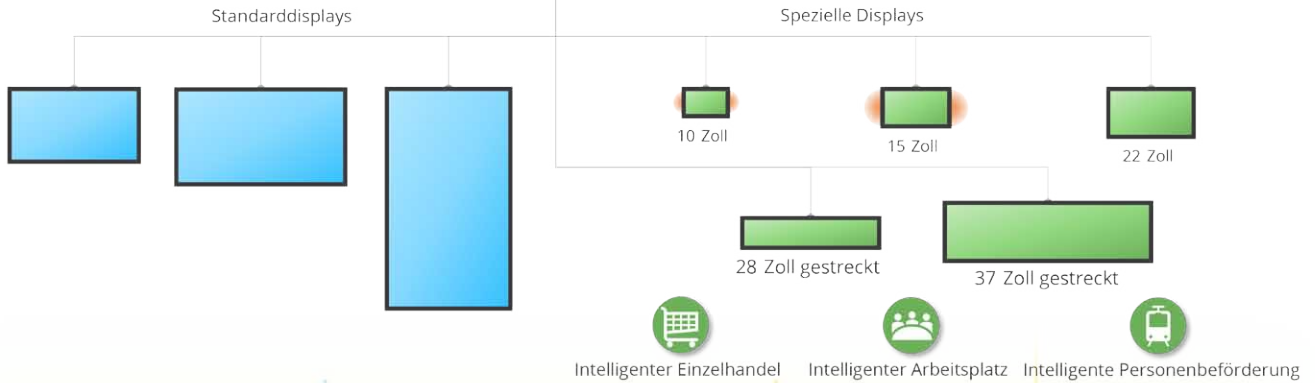 Standarddisplays
Spezielle Displays
10 Zoll
15 Zoll
22 Zoll
28 Zoll gestreckt
37 Zoll gestreckt
Intelligenter Einzelhandel
Intelligenter Arbeitsplatz
Intelligente Personenbeförderung